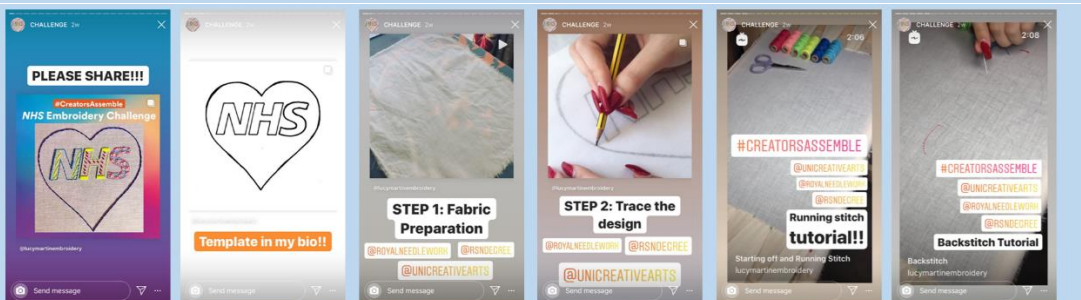 CHALLENGE 2w
PLEASE SHARE!!!
#CreatorsAssemble
NHS Embroidery Challenge
NHS
@lucymartinembroidery
Send message
CHALLENGE 2w
NHS
Template in my bio!!
Send message
CHALLENGE 2w
@lucymartinembroidery
STEP 1: Fabric
Preparation
@ROYALNEEDLEWORK @RSNDEGREE
@UNICREATIVEARTS
Send message
CHALLENGE 2w
@lucymartinembroidery
STEP 2: Trace the
design
@ROYALNEEDLEWORK @RSNDEGREE
@UNICREATIVEARTS
Send message
CHALLENGE 2w
2:06
#CREATORSASSEMBLE
@UNICREATIVEARTS
@ROYALNEEDLEWORK
@RSNDEGREE
Running stitch
tutorial!!
Starting off and Running Stitch
lucymartinembroidery
Send message
CHALLENGE 2w
2:06
#CREATORSASSEMBLE
@UNICREATIVEARTS
@ROYALNEEDLEWORK
@RSNDEGREE
Backstitch Tutorial
Backstitch
lucymartinembroidery
Send message